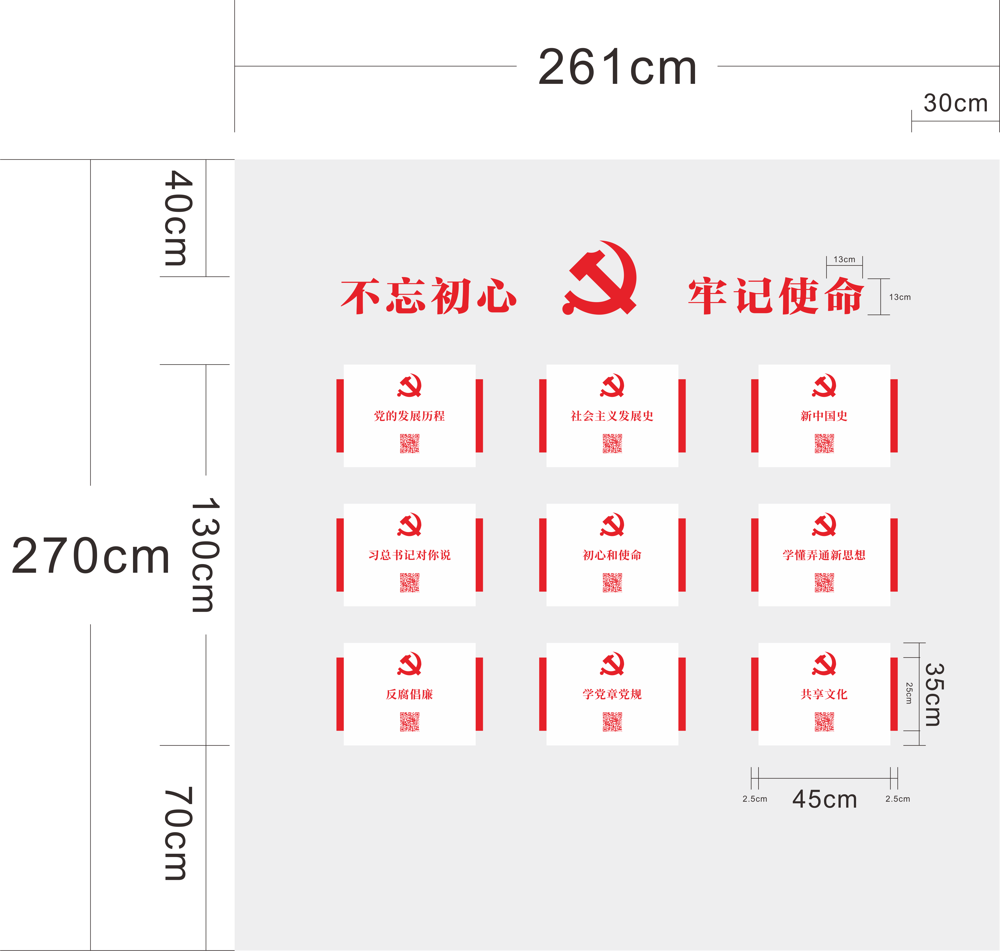 261cm
30cm
40cm
13cm
不忘初心
牢记使命
13cm
党的发展历程
社会主义发展史
新中国史
270cm
130cm
习总书记对你说
初心和使命
学懂弄通新思想
反腐倡廉
学党章党规
共享文化
25cm
35cm
70cm
2.5cm
45cm
2.5cm